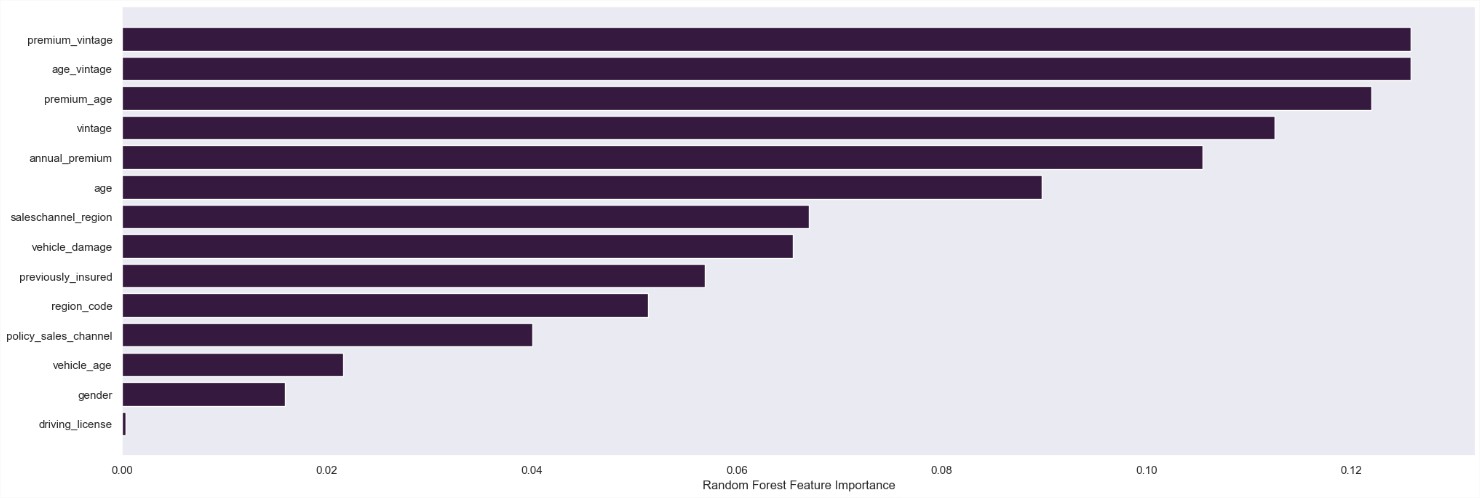 premium_vintage
age_vintage
premium_age
vintage
annual_premium
age
saleschannel_region
vehicle_damage
previously_insured
region_code
policy_sales_channel
vehicle_age
gender
driving_license
0.00 0.02 0.04 0.06 0.08 0.10 0.12
Random Forest Feature Importance